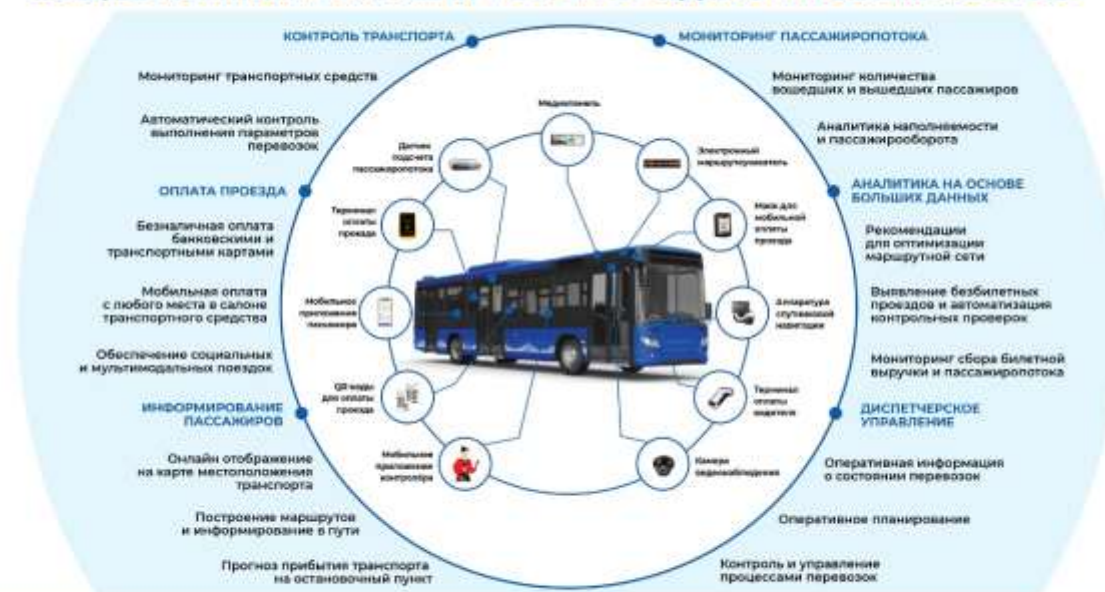 КОНТРОЛЬ ТРАНСПОРТА
Мониторинг транспортных средств
Автоматический контроль
выполнения параметров
перевозок
ОПЛАТА ПРОЕЗДА
Безналичная оплата
банковскими и
транспортными картами
Мобильная оплата
с любого места в салоне
транспортного средства
Обеспечение социальных
и мультимодальных поездок
ИНФОРМИРОВАНИЕ
ПАССАЖИРОВ
Онлайн отображение
на карте местоположения
транспорта
Построение маршрутов
и информирование в пути
Прогноз прибытия транспорта
на остановочный пункт
Медиапанель
Датчик
подсчета
пассажиропотока
Терминал
оплаты
проезда
Мобильное
приложение
пассажира
QR-коды
для оплаты
проезда
Мобильное
приложение
контролёра
Электронный
маршрутоуказатель
Маяк для
мобильной
оплаты
проезда
Аппаратура
спутниковой
навигации
Терминал
оплаты
водителя
Камера
видеонаблюдения
МОНИТОРИНГ ПАССАЖИРОПОТОКА
Мониторинг количества
вошедших и вышедших пассажиров
Аналитика наполняемости
и пассажирооборота
АНАЛИТИКА НА ОСНОВЕ
БОЛЬШИХ ДАННЫХ
Рекомендации
для оптимизации
маршрутной сети
Выявление безбилетных
проездов и автоматизация
контрольных проверок
Мониторинг сбора билетной
выручки и пассажиропотока
ДИСПЕТЧЕРСКОЕ
УПРАВЛЕНИЕ
Оперативная информация
о состоянии перевозок
Оперативное планирование
Контроль и управление
процессами перевозок